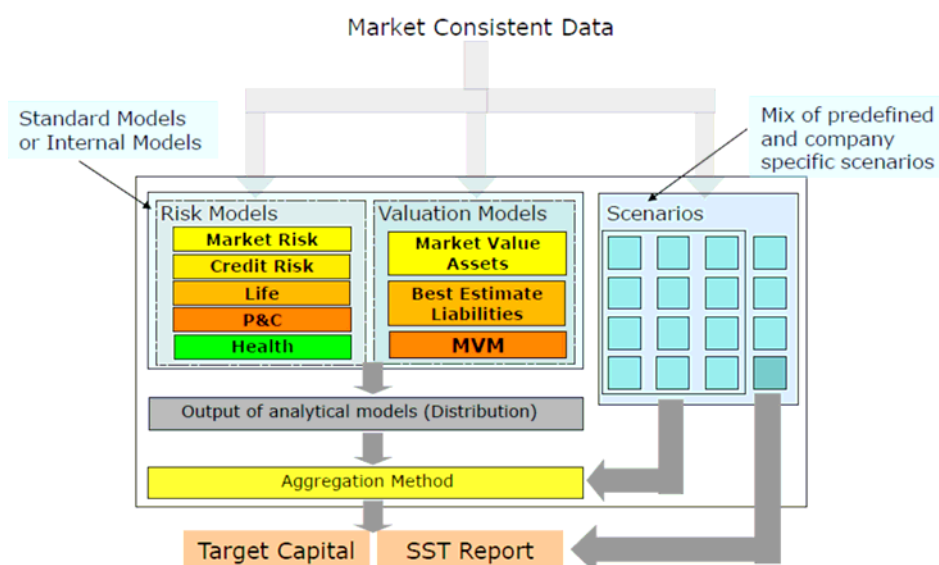 Market Consistent Data
Standard Models
or Internal Models
Mix of predefined
and company
specific scenarios
Risk Models
Market Risk
Credit Risk
Life
P&C
Health
Valuation Models
Market Value
Assets
Best Estimate
Liabilities
MVM
Scenarios
Output of analytical models (Distribution)
Aggregation Method
Target Capital
SST Report